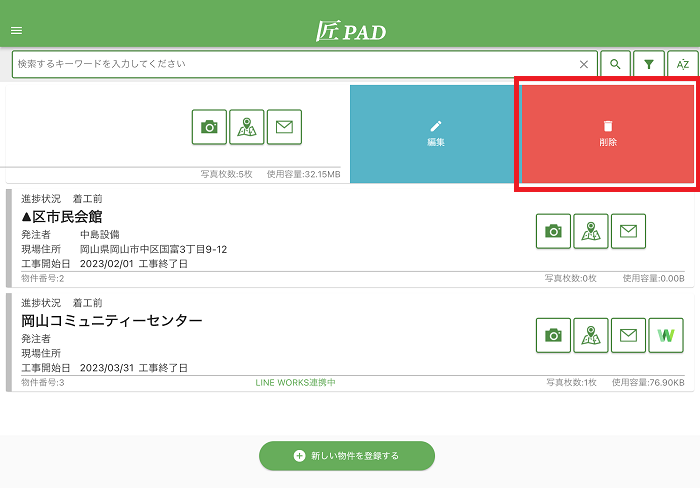 匠 PAD
検索するキーワードを入力してください
AZ
編集
削除
写真枚数:5枚 使用容量:32.15MB
進捗状況 着工前
▲区市民会館
発注者 中島設備
現場住所 岡山県岡山市中区国富3丁目9-12
工事開始日 2023/02/01 工事終了日
物件番号:2 写真枚数:0枚 使用容量:0.00B
進捗状況 着工前
岡山コミュニティーセンター
発注者
現場住所
工事開始日 2023/03/31 工事終了日
物件番号:3 LINE WORKS連携中 写真枚数:1枚 使用容量:76.90KB
新しい物件を登録する